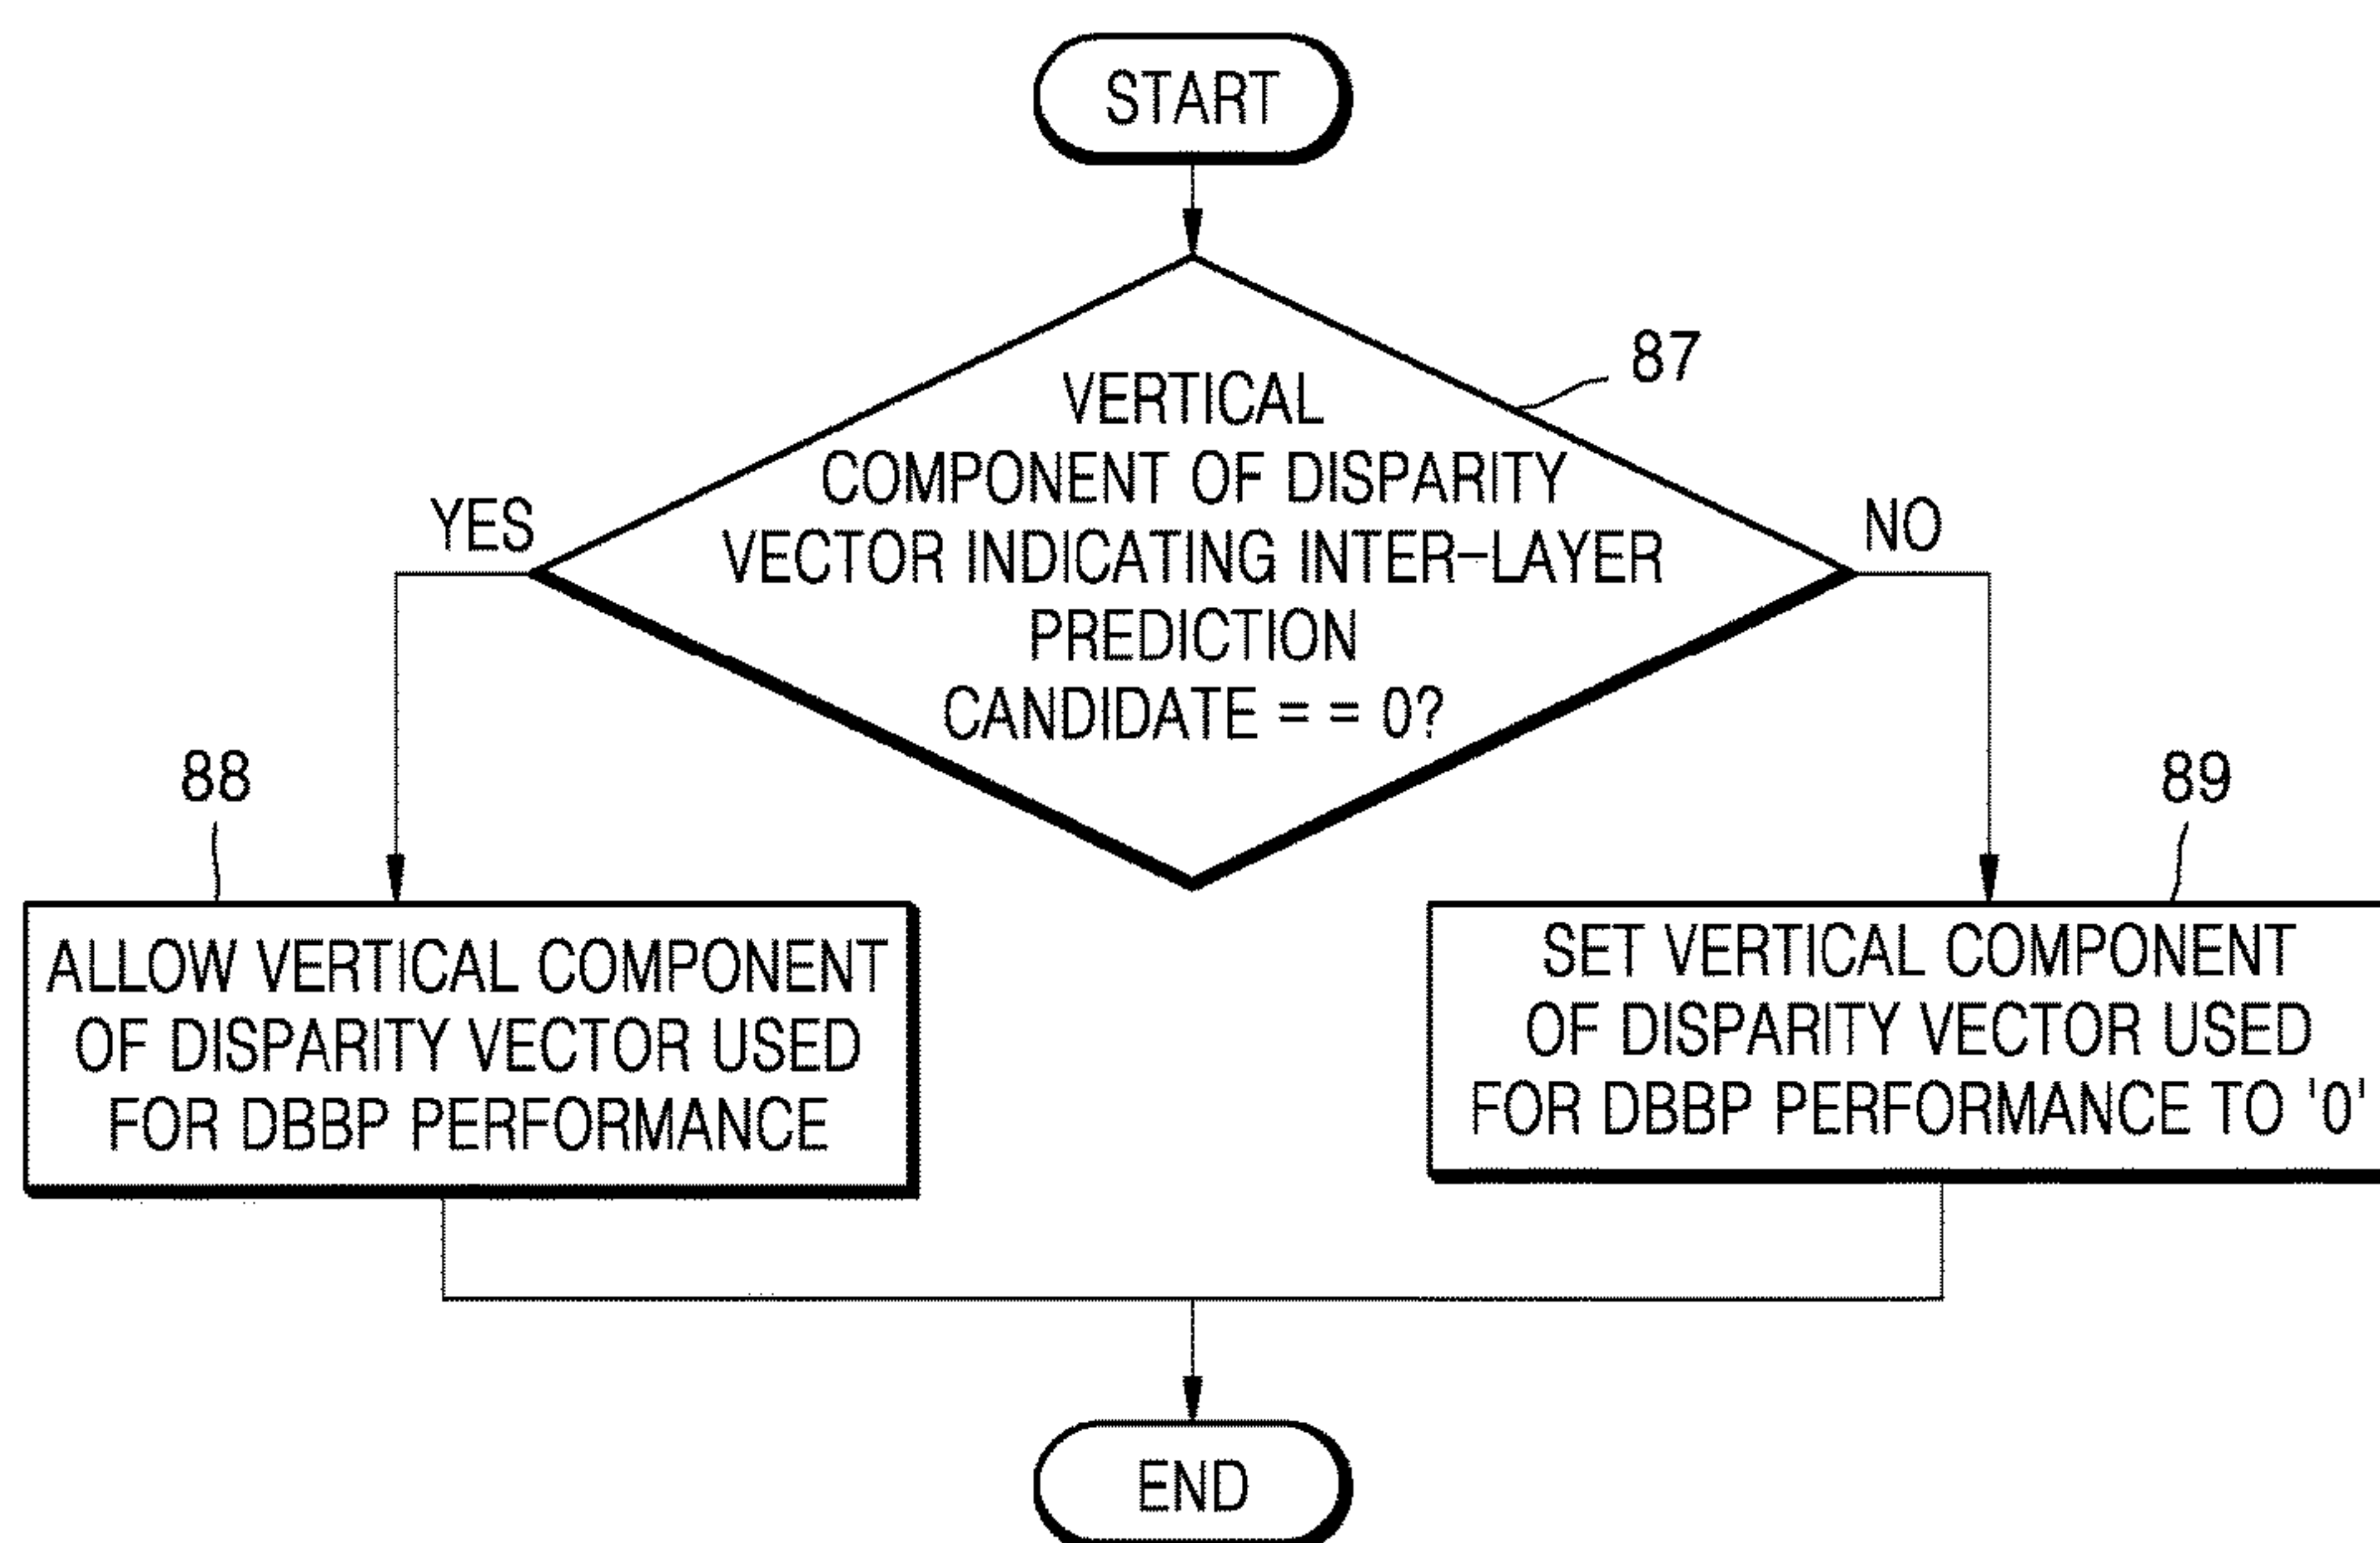 START
87
VERTICAL
COMPONENT OF DISPARITY
VECTOR INDICATING INTER-LAYER
PREDICTION
CANDIDATE = = 0?
YES
NO
88
89
ALLOW VERTICAL COMPONENT
OF DISPARITY VECTOR USED
FOR DBBP PERFORMANCE
SET VERTICAL COMPONENT
OF DISPARITY VECTOR USED
FOR DBBP PERFORMANCE TO '0'
END